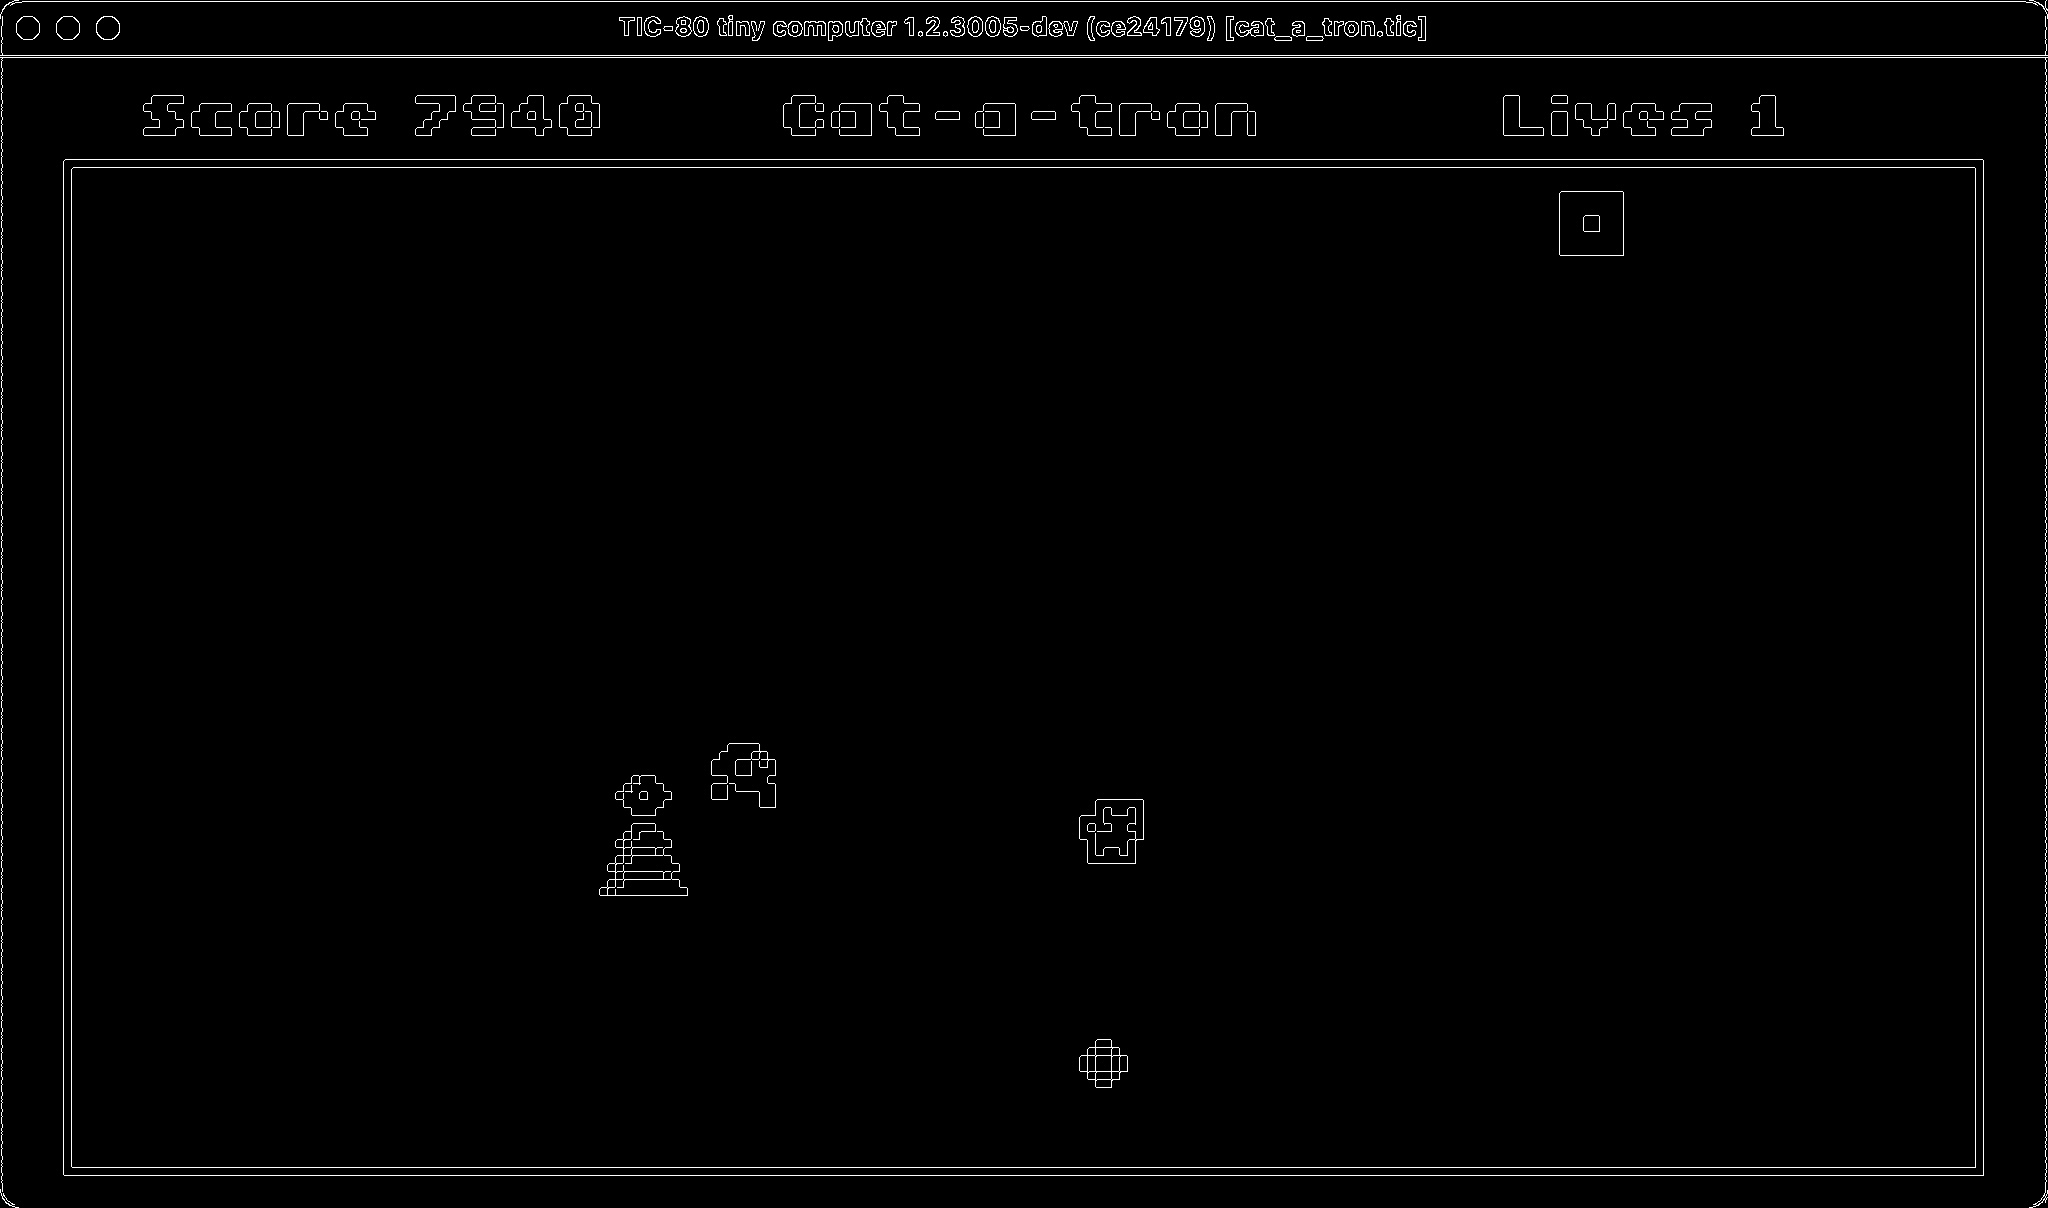 TIC-80 tiny computer 1.2.3005-dev (ce24179) [cat_a_tron.tic]
Score 7940 Cat-a-tron Lives 1